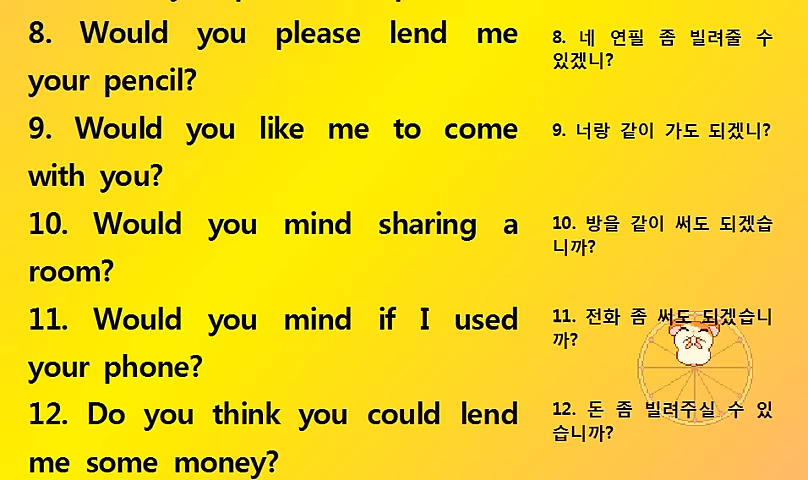 8. Would you please lend me
your pencil?
8. 네 연필 좀 빌려줄 수
있겠니?
9. Would you like me to come
with you?
9. 너랑 같이 가도 되겠니?
10. Would you mind sharing a
room?
10. 방을 같이 써도 되겠습
니까?
11. Would you mind if I used
your phone?
11. 전화 좀 써도 되겠습니
까?
12. Do you think you could lend
me some money?
12. 돈 좀 빌려주실 수 있
습니까?